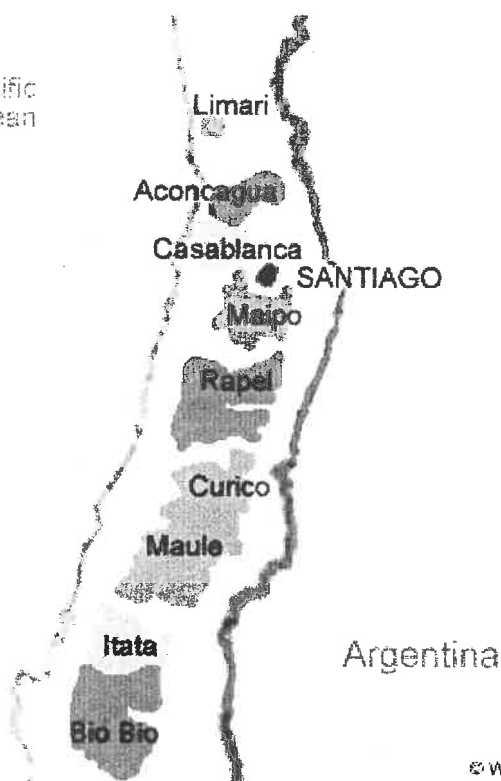 Limari
Aconcagua
Casablanca
SANTIAGO
Maipo
Rapel
Curico
Maule
Itata
Argentina
Bio Bio
©